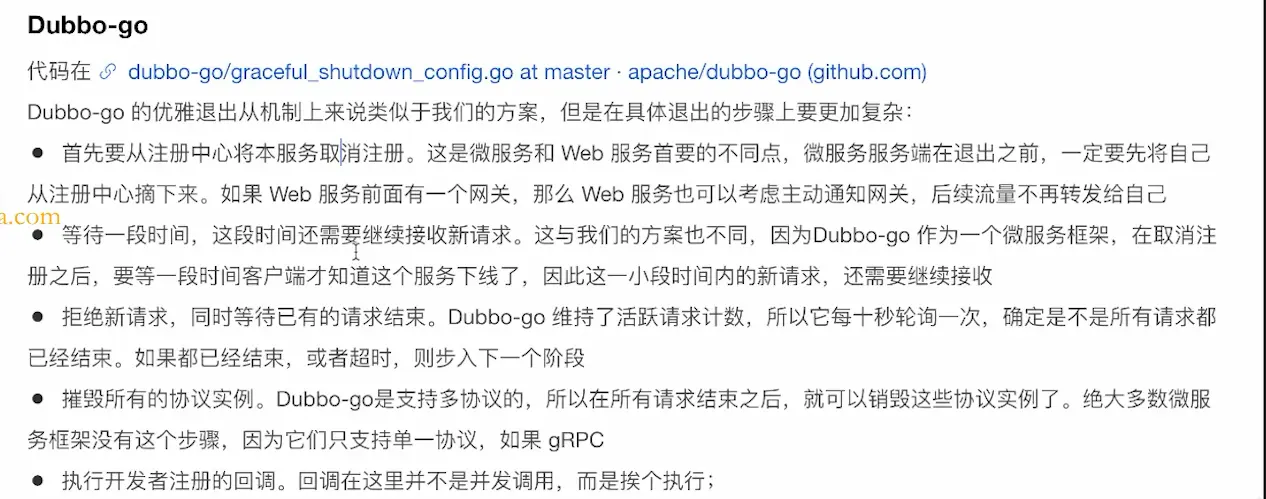 Dubbo-go
代码在 dubbo-go/graceful_shutdown_config.go at master · apache/dubbo-go (github.com)
Dubbo-go 的优雅退出从机制上来说类似于我们的方案，但是在具体退出的步骤上要更加复杂：
● 首先要从注册中心将本服务取消注册。这是微服务和 Web 服务首要的不同点，微服务服务端在退出之前，一定要先将自己
从注册中心摘下来。如果 Web 服务前面有一个网关，那么 Web 服务也可以考虑主动通知网关，后续流量不再转发给自己
a.com
● 等待一段时间，这段时间还需要继续接收新请求。这与我们的方案也不同，因为Dubbo-go 作为一个微服务框架，在取消注
册之后，要等一段时间客户端才知道这个服务下线了，因此这一小段时间内的新请求，还需要继续接收
● 拒绝新请求，同时等待已有的请求结束。Dubbo-go 维持了活跃请求计数，所以它每十秒轮询一次，确定是不是所有请求都
已经结束。如果都已经结束，或者超时，则步入下一个阶段
● 摧毁所有的协议实例。Dubbo-go是支持多协议的，所以在所有请求结束之后，就可以销毁这些协议实例了。绝大多数微服
务框架没有这个步骤，因为它们只支持单一协议，如果 gRPC
● 执行开发者注册的回调。回调在这里并不是并发调用，而是挨个执行；